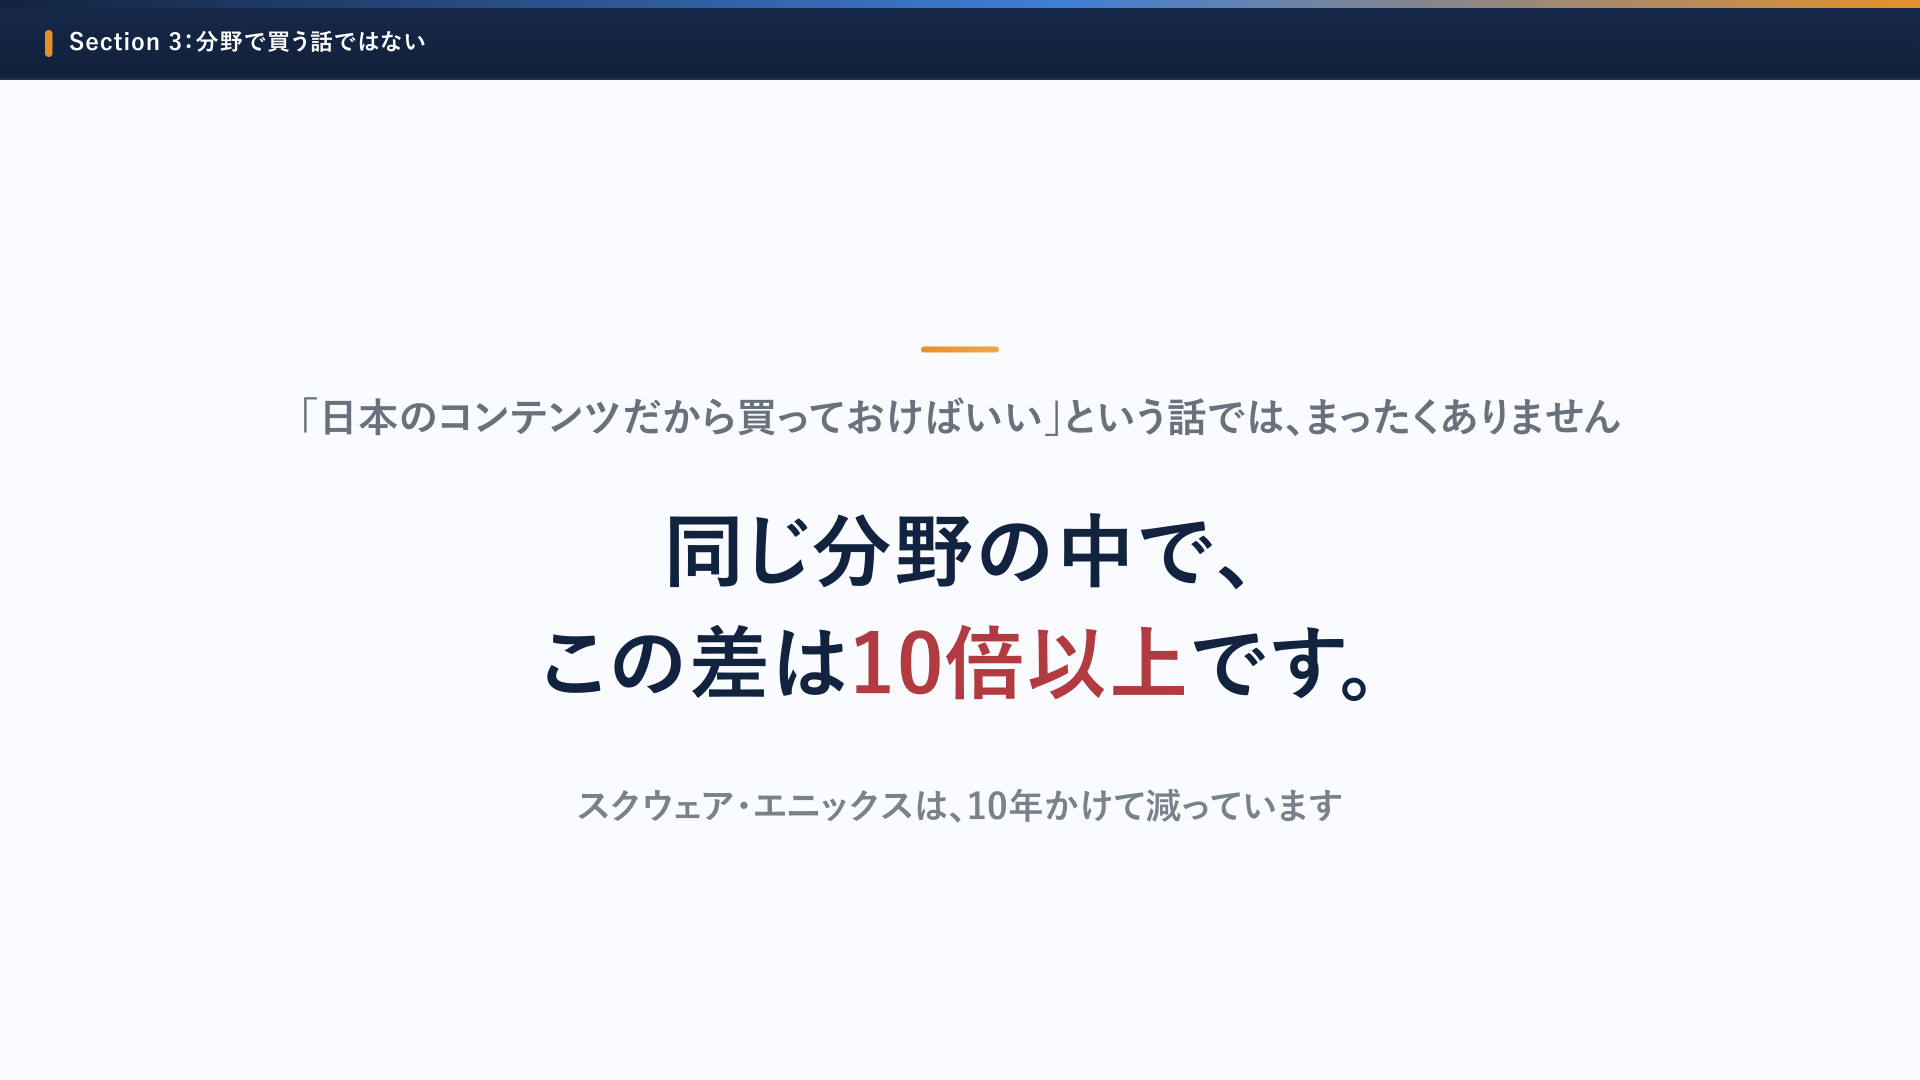 Section 3：分野で買う話ではない
「日本のコンテンツだから買っておけばいい」という話では、まったくありません
同じ分野の中で、
この差は10倍以上です。
スクウェア・エニックスは、10年かけて減っています